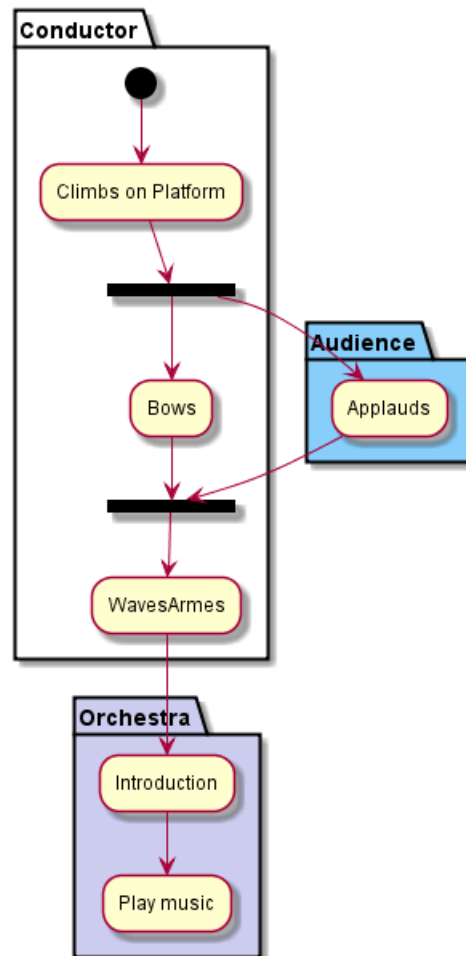 Conductor
Climbs on Platform
Audience
Bows
Applauds
WavesArmes
Orchestra
Introduction
Play music